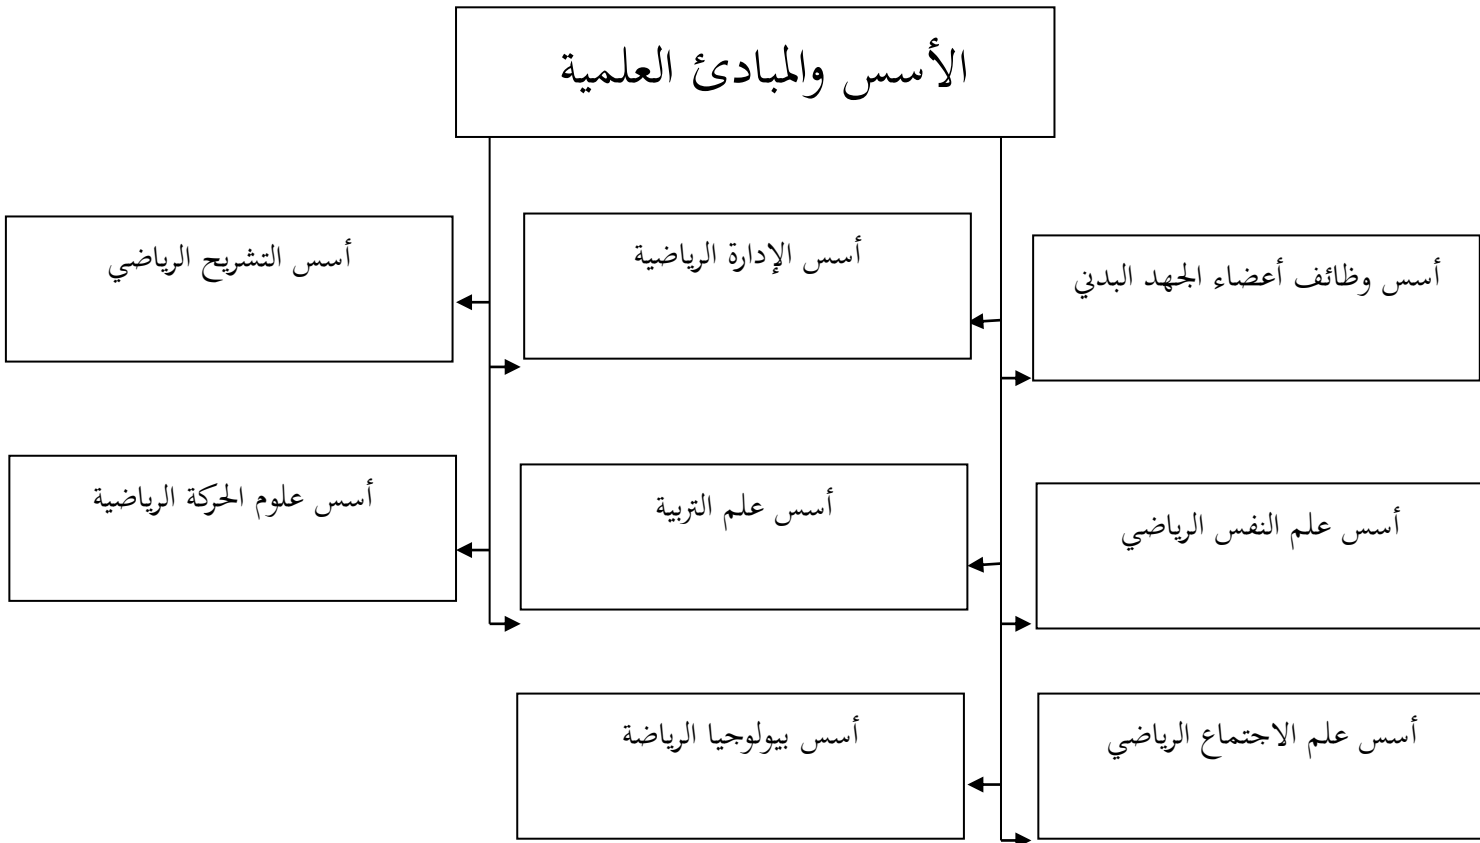 الأسس والمبادئ العلمية
أسس وظائف أعضاء الجهد البدني
أسس الإدارة الرياضية
أسس التشريح الرياضي
أسس علم النفس الرياضي
أسس علم التربية
أسس علوم الحركة الرياضية
أسس علم الاجتماع الرياضي
أسس بيولوجيا الرياضة